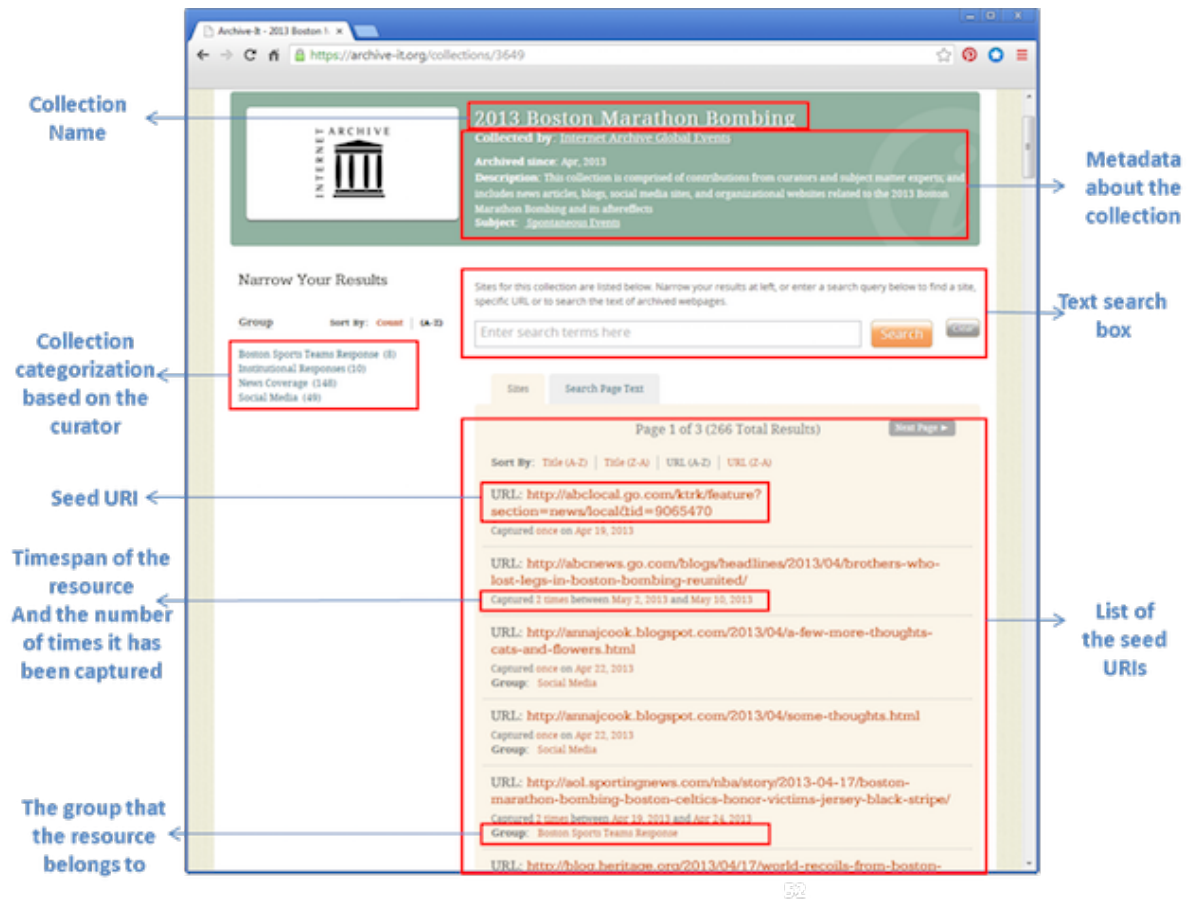 Archive-It - 2013 Boston M
https://archive-it.org/collections/3649
Collection
Name
INTERNET
ARCHIVE
2013 Boston Marathon Bombing
Collected by: Internet Archive Global Events
Archived since: Apr, 2013
Description: This collection is comprised of contributions from curators and subject matter experts; and
includes news articles, blogs, social media sites, and organizational websites related to the 2013 Boston
Marathon Bombing and its aftereffects
Subject: Spontaneous Events
Metadata
about the
collection
Narrow Your Results
Group Sort By: Count | (A-Z)
Boston Sports Teams Response (8)
Institutional Responses (10)
News Coverage (148)
Social Media (49)
Collection
categorization
based on the
curator
Sites for this collection are listed below. Narrow your results at left, or enter a search query below to find a site,
specific URL or to search the text of archived webpages.
Enter search terms here
Search
Clear
Text search
box
Sites
Search Page Text
Page 1 of 3 (266 Total Results)
Next Page ►
Sort By: Title (A-Z) | Title (Z-A) | URL (A-Z) | URL (Z-A)
Seed URI
URL: http://abclocal.go.com/ktrk/feature?
section=news/local&id=9065470
Captured once on Apr 19, 2013
Timespan of the
resource
And the number
of times it has
been captured
URL: http://abcnews.go.com/blogs/headlines/2013/04/brothers-who-
lost-legs-in-boston-bombing-reunited/
Captured 2 times between May 2, 2013 and May 10, 2013
List of
the seed
URIs
URL: http://annajcook.blogspot.com/2013/04/a-few-more-thoughts-
cats-and-flowers.html
Captured once on Apr 22, 2013
Group: Social Media
URL: http://annajcook.blogspot.com/2013/04/some-thoughts.html
Captured once on Apr 22, 2013
Group: Social Media
URL: http://aol.sportingnews.com/nba/story/2013-04-17/boston-
marathon-bombing-boston-celtics-honor-victims-jersey-black-stripe/
Captured 2 times between Apr 19, 2013 and Apr 24, 2013
Group: Boston Sports Teams Response
The group that
the resource
belongs to
URL: http://blog.heritage.org/2013/04/17/world-recoils-from-boston-
52